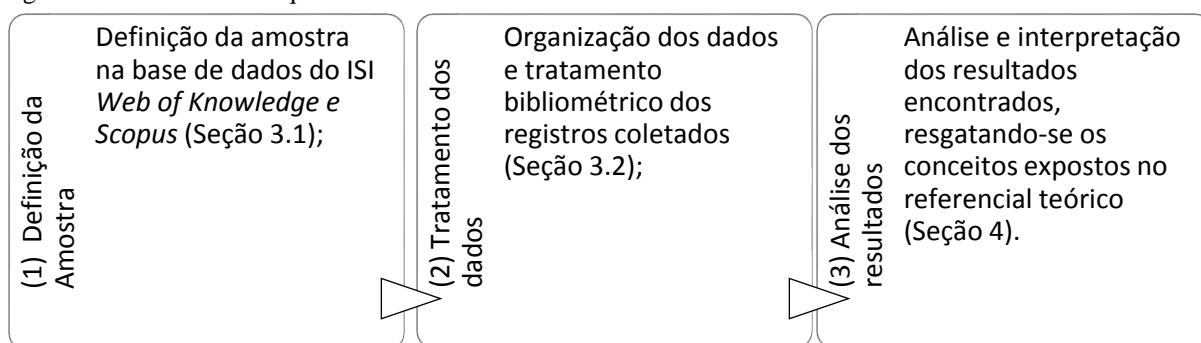 (1) Definição da
Amostra
Definição da amostra
na base de dados do ISI
Web of Knowledge e
Scopus (Seção 3.1);
(2) Tratamento dos
dados
Organização dos dados
e tratamento
bibliométrico dos
registros coletados
(Seção 3.2);
(3) Análise dos
resultados
Análise e interpretação
dos resultados
encontrados,
resgatando-se os
conceitos expostos no
referencial teórico
(Seção 4).